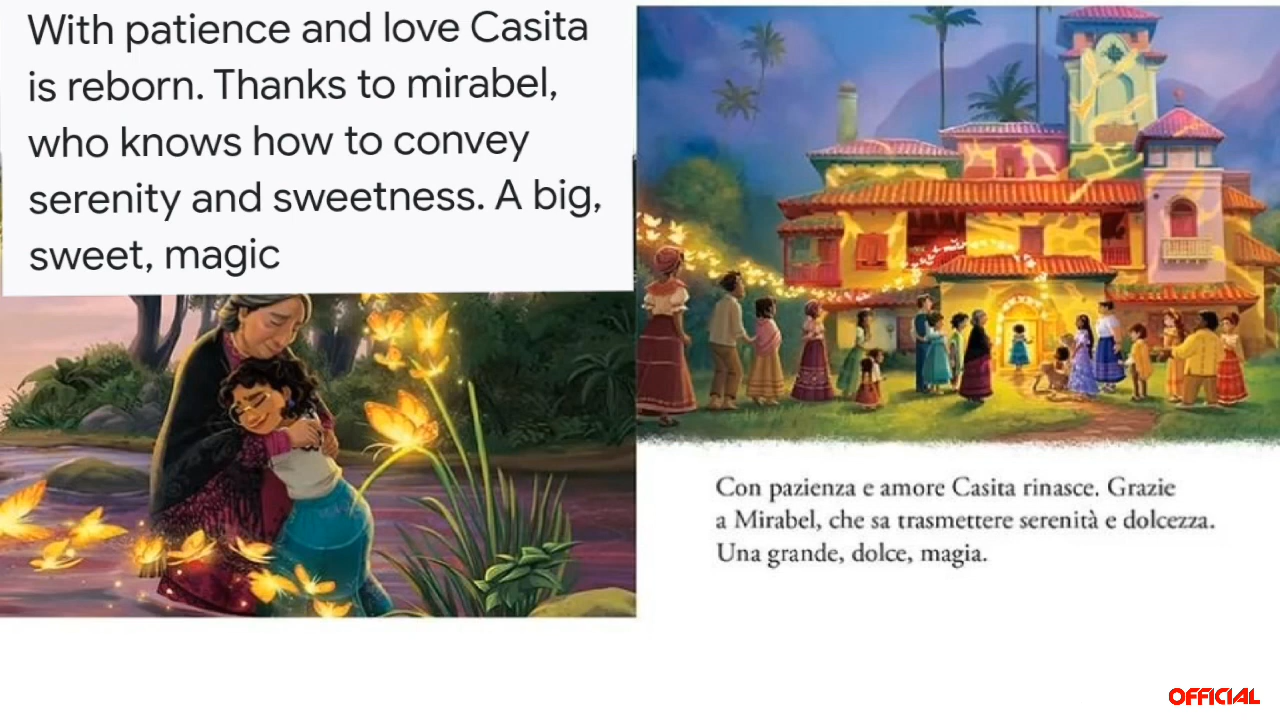 With patience and love Casita
is reborn. Thanks to mirabel,
who knows how to convey
serenity and sweetness. A big,
sweet, magic
Con pazienza e amore Casita rinasce. Grazie
a Mirabel, che sa trasmettere serenità e dolcezza.
Una grande, dolce, magia.
OFFICIAL